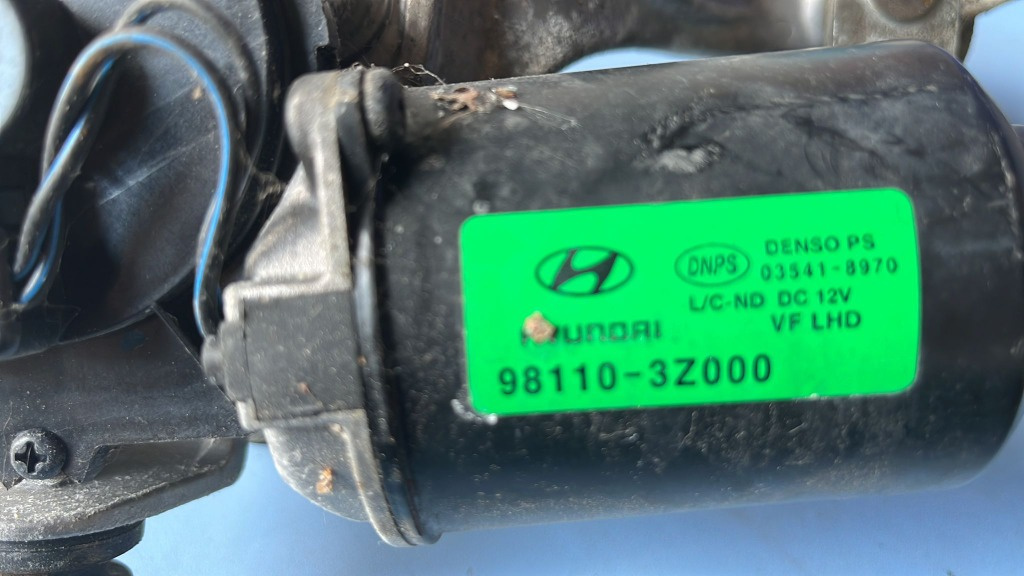 DNPS
DENSO PS
03541-8970
L/C-ND DC 12V
VF LHD
HYUNDAI
98110-3Z000